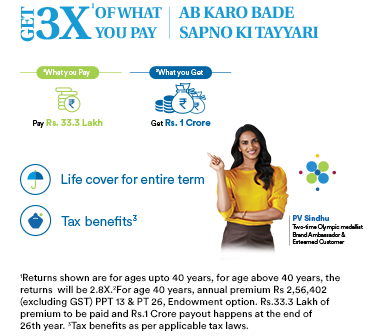 GET 3X¹ OF WHAT YOU PAY
AB KARO BADE
SAPNO KI TAYYARI
²What you Pay
²What you Get
Pay Rs. 33.3 Lakh
Get Rs. 1 Crore
Life cover for entire term
Tax benefits³
PV Sindhu
Two-time Olympic medallist
Brand Ambassador &
Esteemed Customer
¹Returns shown are for ages upto 40 years, for age above 40 years, the
returns will be 2.8X.²For age 40 years, annual premium Rs 2,56,402
(excluding GST) PPT 13 & PT 26, Endowment option. Rs.33.3 Lakh of
premium to be paid and Rs.1 Crore payout happens at the end of
26th year. ³Tax benefits as per applicable tax laws.